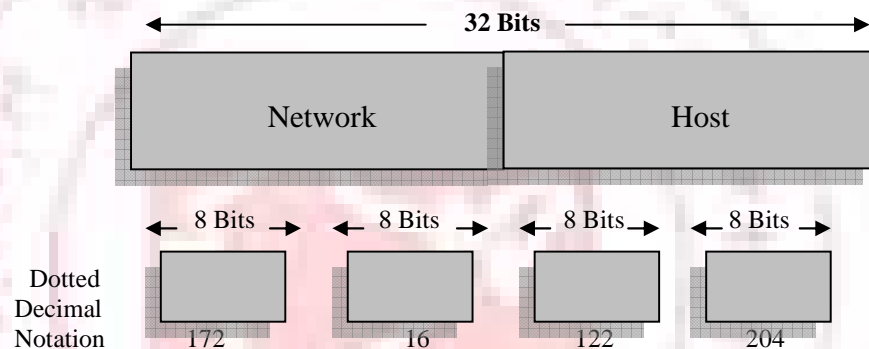 32 Bits
Network Host
8 Bits 8 Bits 8 Bits 8 Bits
Dotted
Decimal
Notation 172 16 122 204